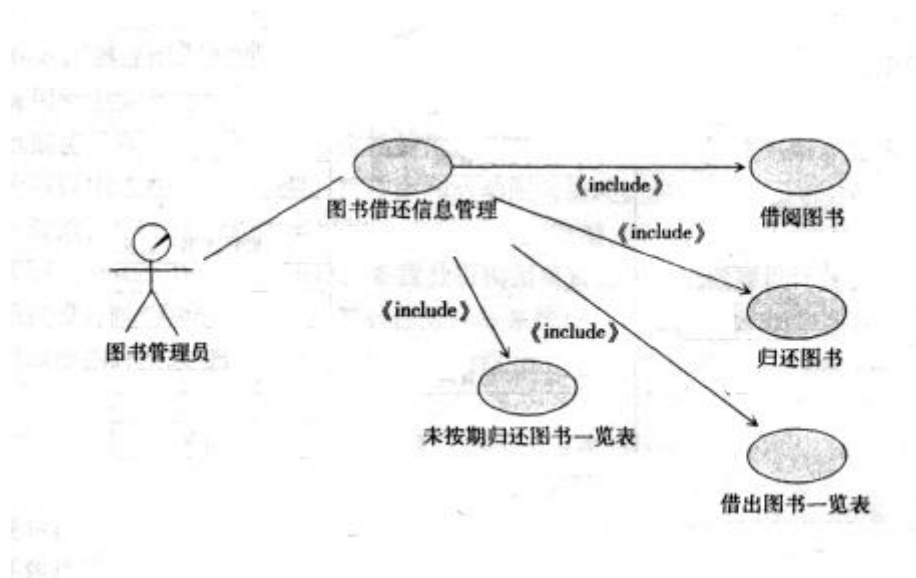 《include》
图书借还信息管理
借阅图书
《include》
《include》
《include》
图书管理员
归还图书
未按期归还图书一览表
借出图书一览表